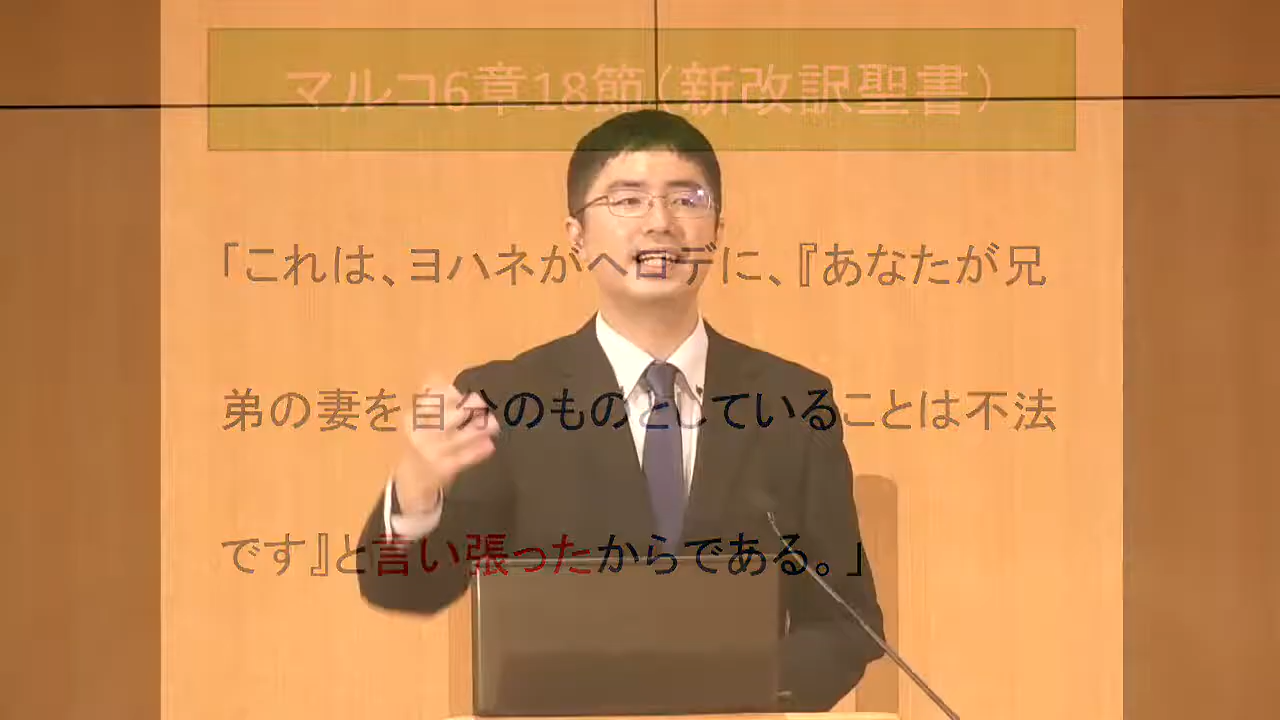 マルコ6章18節（新改訳聖書）
「これは、ヨハネがヘロデに、『あなたが兄
弟の妻を自分のものとしていることは不法
です』と言い張ったからである。」